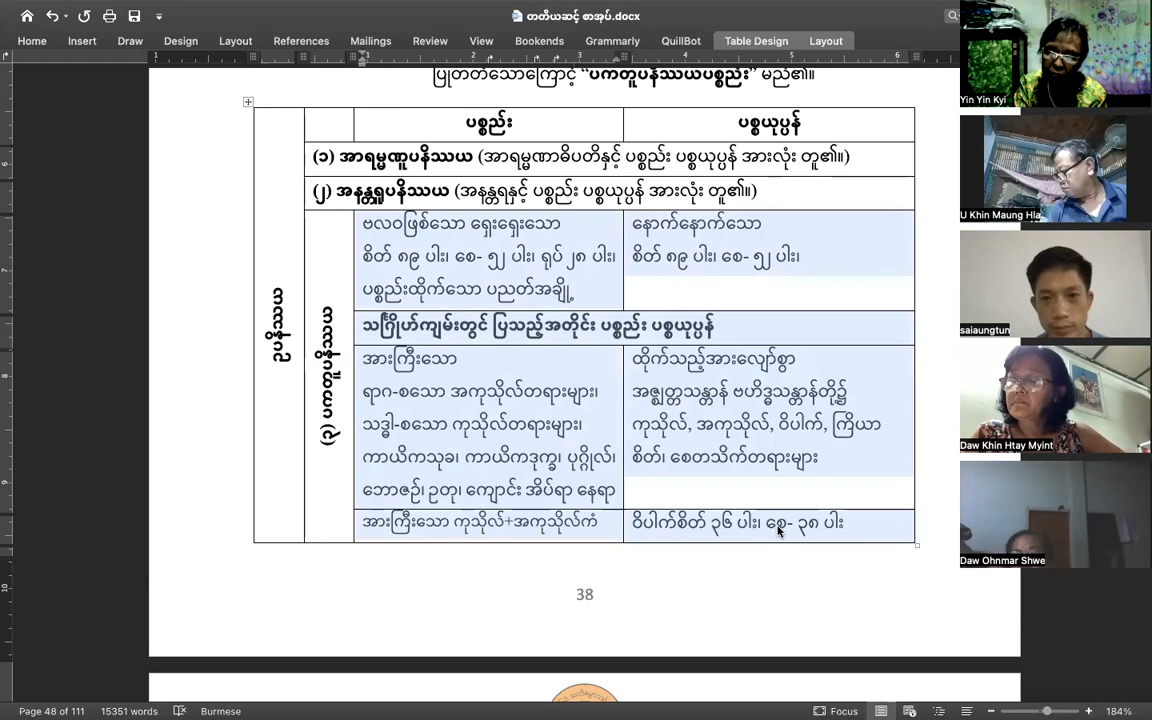 တတိယဆင့် စာအုပ်.docx
Home Insert Draw Design Layout References Mailings Review View Bookends Grammarly QuillBot Table Design Layout
1 2 3 4 5 6
ပြုတတ်သောကြောင့် “ပကတူပနိဿယပစ္စည်း” မည်၏။
ပစ္စည်း ပစ္စယုပ္ပန်
ဥပနိဿယ
(၁) အာရမ္မဏူပနိဿယ (အာရမ္မဏာဓိပတိနှင့် ပစ္စည်း ပစ္စယုပ္ပန် အားလုံး တူ၏။)
(၂) အနန္တရူပနိဿယ (အနန္တရနှင့် ပစ္စည်း ပစ္စယုပ္ပန် အားလုံး တူ၏။)
(၃) ပကတူပနိဿယ
ဗလဝဖြစ်သော ရှေးရှေးသော
စိတ် ၈၉ ပါး၊ စေ- ၅၂ ပါး၊ ရုပ် ၂၈ ပါး၊
ပစ္စည်းထိုက်သော ပညတ်အချို့
နောက်နောက်သော
စိတ် ၈၉ ပါး၊ စေ- ၅၂ ပါး၊
သင်္ဂြိုဟ်ကျမ်းတွင် ပြသည့်အတိုင်း ပစ္စည်း ပစ္စယုပ္ပန်
အားကြီးသော
ရာဂ-စသော အကုသိုလ်တရားများ၊
သဒ္ဓါ-စသော ကုသိုလ်တရားများ၊
ကာယိကသုခ၊ ကာယိကဒုက္ခ၊ ပုဂ္ဂိုလ်၊
ဘောဇဉ်၊ ဥတု၊ ကျောင်း အိပ်ရာ နေရာ
ထိုက်သည့်အားလျော်စွာ
အဇ္ဈတ္တသန္တာန် ဗဟိဒ္ဓသန္တာန်တို့၌
ကုသိုလ်, အကုသိုလ်, ဝိပါက်, ကြိယာ
စိတ်၊ စေတသိက်တရားများ
အားကြီးသော ကုသိုလ်+အကုသိုလ်ကံ
ဝိပါက်စိတ် ၃၆ ပါး၊ စေ- ၃၈ ပါး
38
Yin Yin Kyi
U Khin Maung Hla
saiaungtun
Daw Khin Htay Myint
Daw Ohnmar Shwe
Page 48 of 111 15351 words Burmese Focus 184%